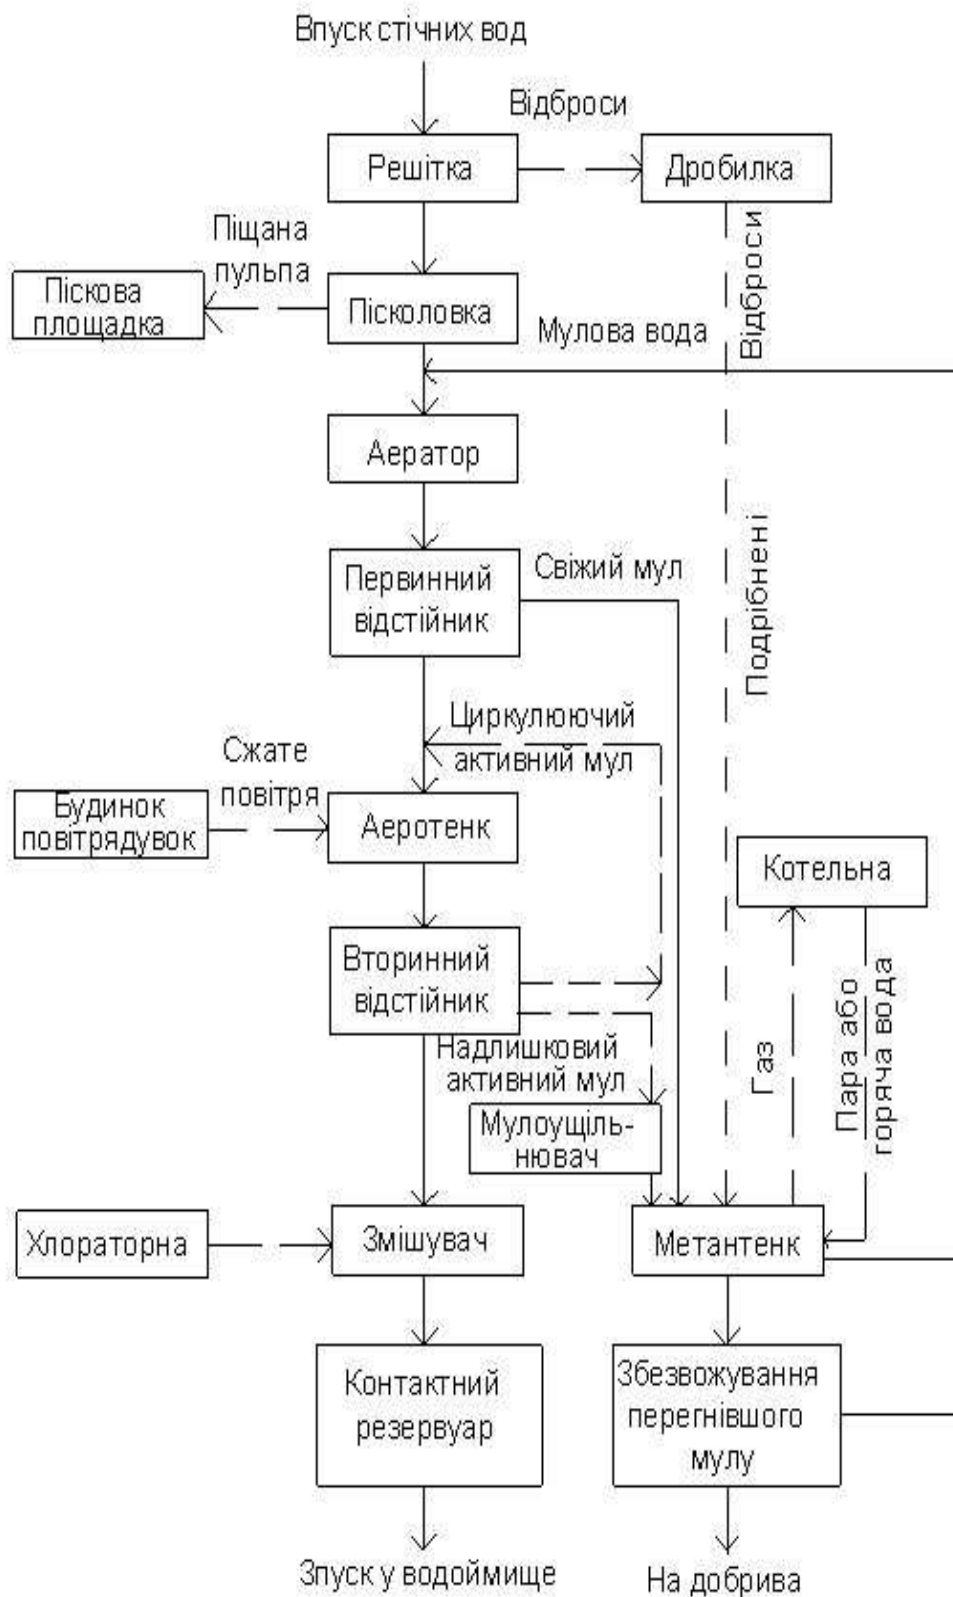 Впуск стічних вод
Відброси
Решітка
Дробилка
Піщана
пульпа
Піскова
площадка
Пісколовка
Мулова вода
Відброси
Аератор
Подрібнені
Первинний
відстійник
Свіжий мул
Циркулюючий
активний мул
Сжате
повітря
Будинок
повітрядувок
Аеротенк
Котельна
Вторинний
відстійник
Надлишковий
активний мул
Газ
Пара або
горяча вода
Мулоущіль-
нювач
Хлораторна
Змішувач
Метантенк
Контактний
резервуар
Збезвожування
перегнівшого
мулу
Зпуск у водоймище
На добрива